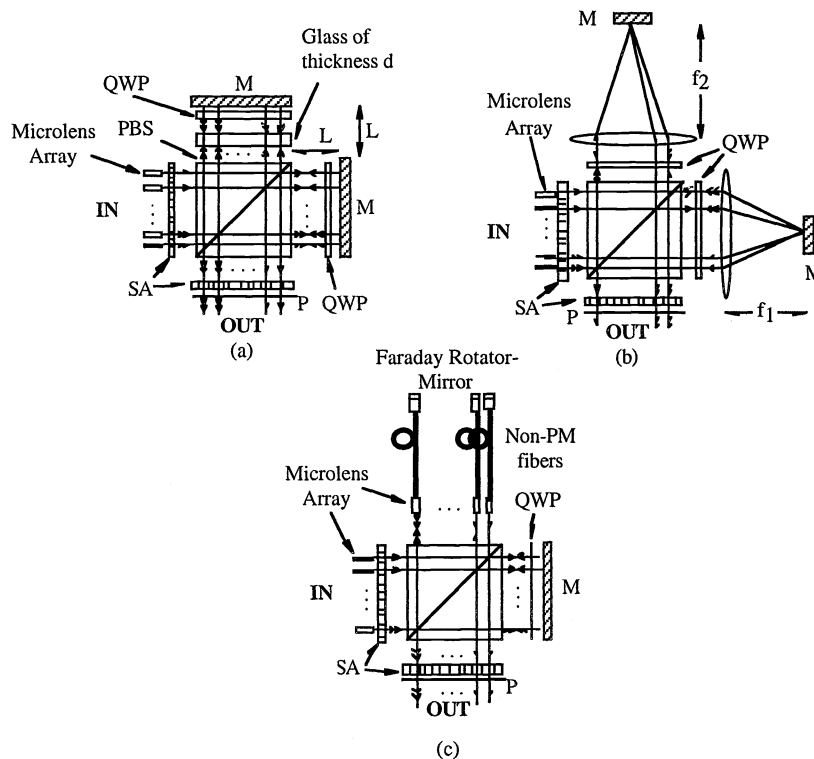 (a)
Glass of
thickness d
M
QWP
PBS
L
L
Microlens
Array
IN
M
SA
QWP
P
OUT
M
f2
Microlens
Array
QWP
IN
M
SA
P
OUT
f1
(b)
Faraday Rotator-
Mirror
Non-PM
fibers
Microlens
Array
QWP
IN
M
SA
P
OUT
(c)